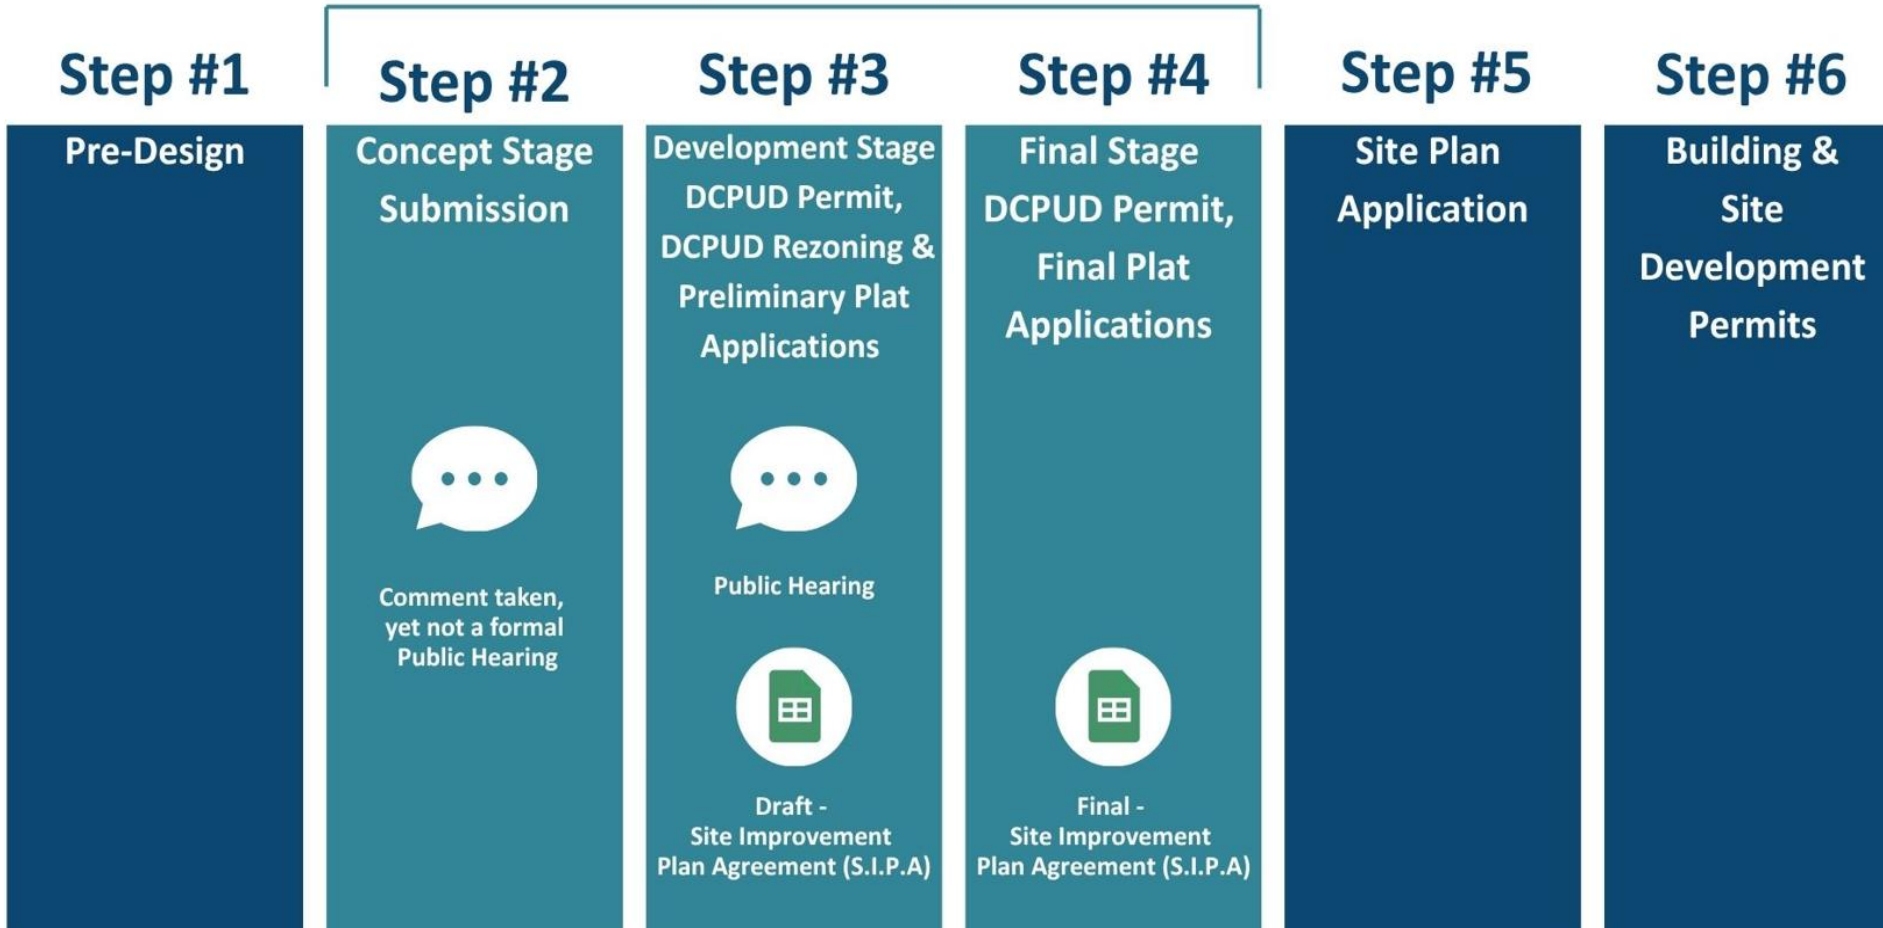 Step #1
Pre-Design
Step #2
Concept Stage
Submission
Comment taken,
yet not a formal
Public Hearing
Step #3
Development Stage
DCPUD Permit,
DCPUD Rezoning &
Preliminary Plat
Applications
Public Hearing
Draft -
Site Improvement
Plan Agreement (S.I.P.A)
Step #4
Final Stage
DCPUD Permit,
Final Plat
Applications
Final -
Site Improvement
Plan Agreement (S.I.P.A)
Step #5
Site Plan
Application
Step #6
Building &
Site
Development
Permits